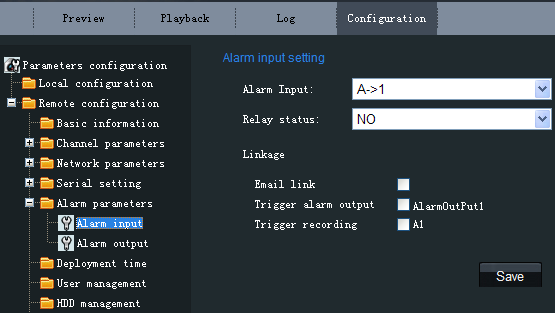 Preview Playback Log Configuration
Parameters configuration
Local configuration
Remote configuration
Basic information
Channel parameters
Network parameters
Serial setting
Alarm parameters
Alarm input
Alarm output
Deployment time
User management
HDD management
Alarm input setting
Alarm Input: A->1
Relay status: NO
Linkage
Email link
Trigger alarm output AlarmOutPut1
Trigger recording A1
Save